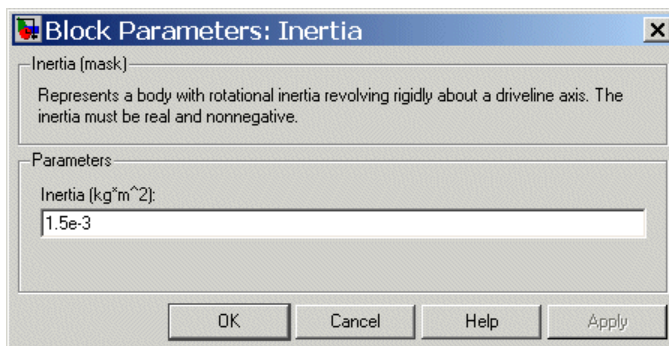 Block Parameters: Inertia
Inertia (mask)
Represents a body with rotational inertia revolving rigidly about a driveline axis. The
inertia must be real and nonnegative.
Parameters
Inertia (kg*m^2):
1.5e-3
OK Cancel Help Apply